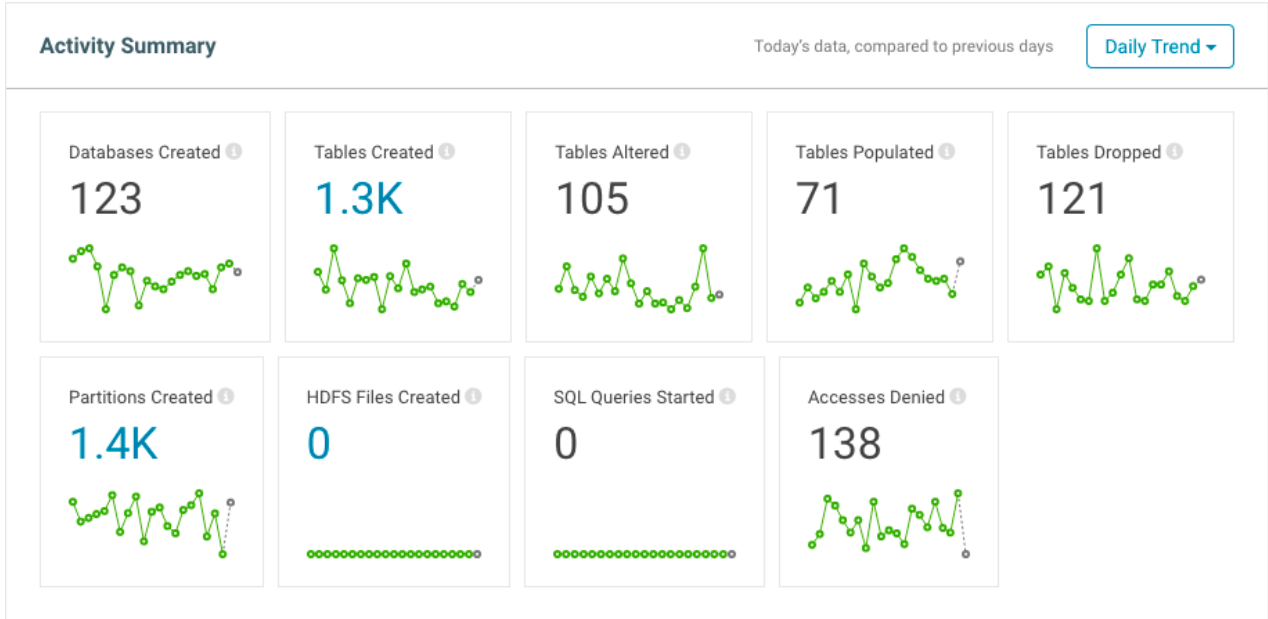 Activity Summary
Today's data, compared to previous days
Daily Trend
Databases Created
123
Tables Created
1.3K
Tables Altered
105
Tables Populated
71
Tables Dropped
121
Partitions Created
1.4K
HDFS Files Created
0
SQL Queries Started
0
Accesses Denied
138